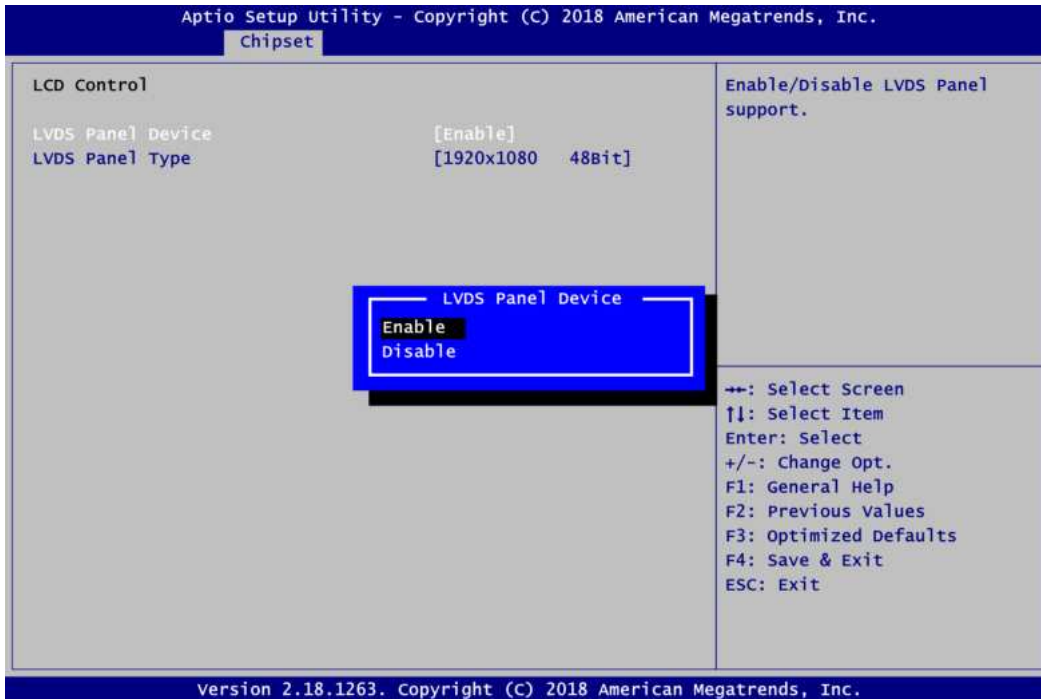 Aptio Setup Utility - Copyright (C) 2018 American Megatrends, Inc.
Chipset
LCD Control
LVDS Panel Device [Enable]
LVDS Panel Type [1920x1080 48Bit]
Enable/Disable LVDS Panel
support.
LVDS Panel Device
Enable
Disable
→←: Select Screen
↑↓: Select Item
Enter: Select
+/-: Change Opt.
F1: General Help
F2: Previous Values
F3: Optimized Defaults
F4: Save & Exit
ESC: Exit
Version 2.18.1263. Copyright (C) 2018 American Megatrends, Inc.